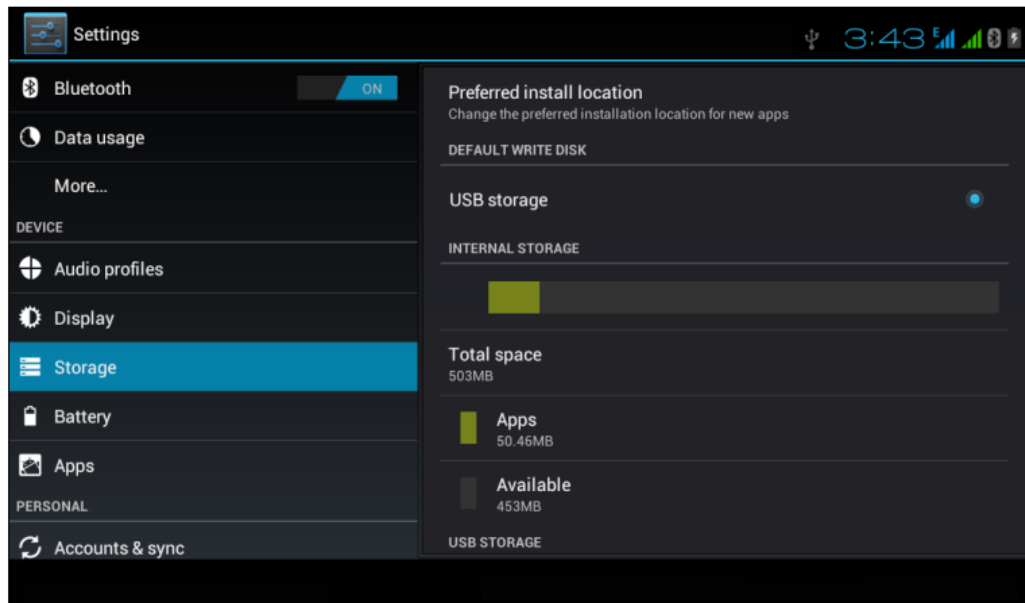 Settings
3:43
E
Bluetooth
ON
Data usage
More...
DEVICE
Audio profiles
Display
Storage
Battery
Apps
PERSONAL
Accounts & sync
Preferred install location
Change the preferred installation location for new apps
DEFAULT WRITE DISK
USB storage
INTERNAL STORAGE
Total space
503MB
Apps
50.46MB
Available
453MB
USB STORAGE